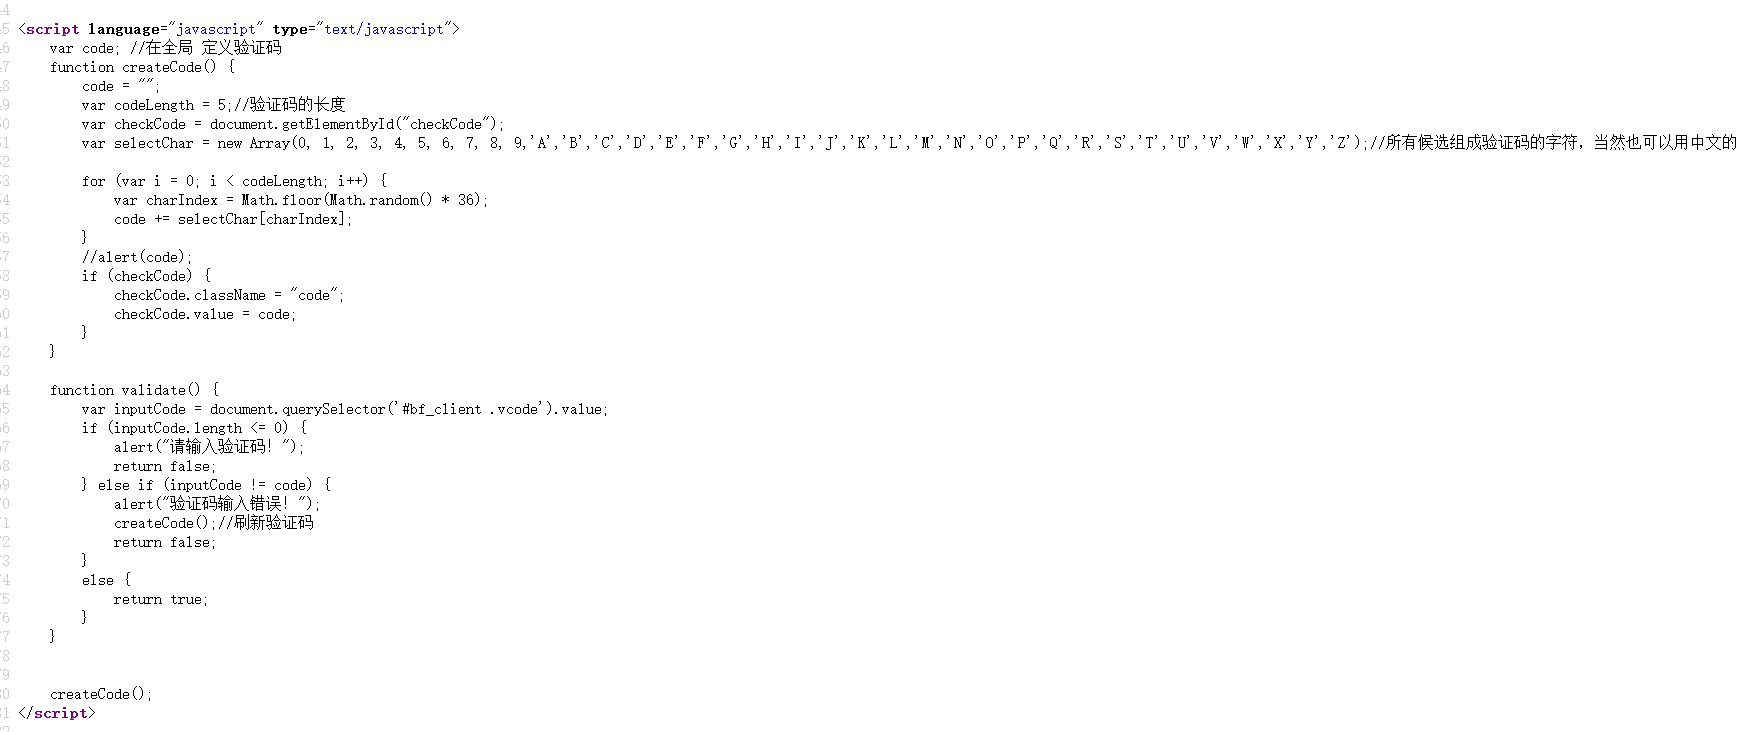 <script language="javascript" type="text/javascript">
var code; //在全局 定义验证码
function createCode() {
code = "";
var codeLength = 5;//验证码的长度
var checkCode = document.getElementById("checkCode");
var selectChar = new Array(0, 1, 2, 3, 4, 5, 6, 7, 8, 9,'A','B','C','D','E','F','G','H','I','J','K','L','M','N','O','P','Q','R','S','T','U','V','W','X','Y','Z');//所有候选组成验证码的字符，当然也可以用中文的
for (var i = 0; i < codeLength; i++) {
var charIndex = Math.floor(Math.random() * 36);
code += selectChar[charIndex];
}
//alert(code);
if (checkCode) {
checkCode.className = "code";
checkCode.value = code;
}
}
function validate() {
var inputCode = document.querySelector('#bf_client .vcode').value;
if (inputCode.length <= 0) {
alert("请输入验证码！");
return false;
} else if (inputCode != code) {
alert("验证码输入错误！");
createCode();//刷新验证码
return false;
}
else {
return true;
}
}
createCode();
</script>